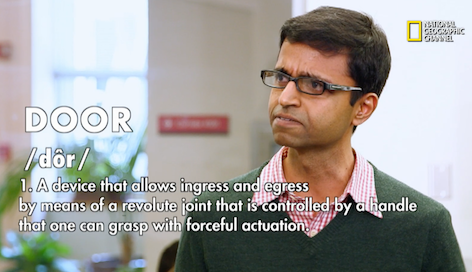 NATIONAL
GEOGRAPHIC
CHANNEL
DOOR
/dôr/
1. A device that allows ingress and egress
by means of a revolute joint that is controlled by a handle
that one can grasp with forceful actuation.